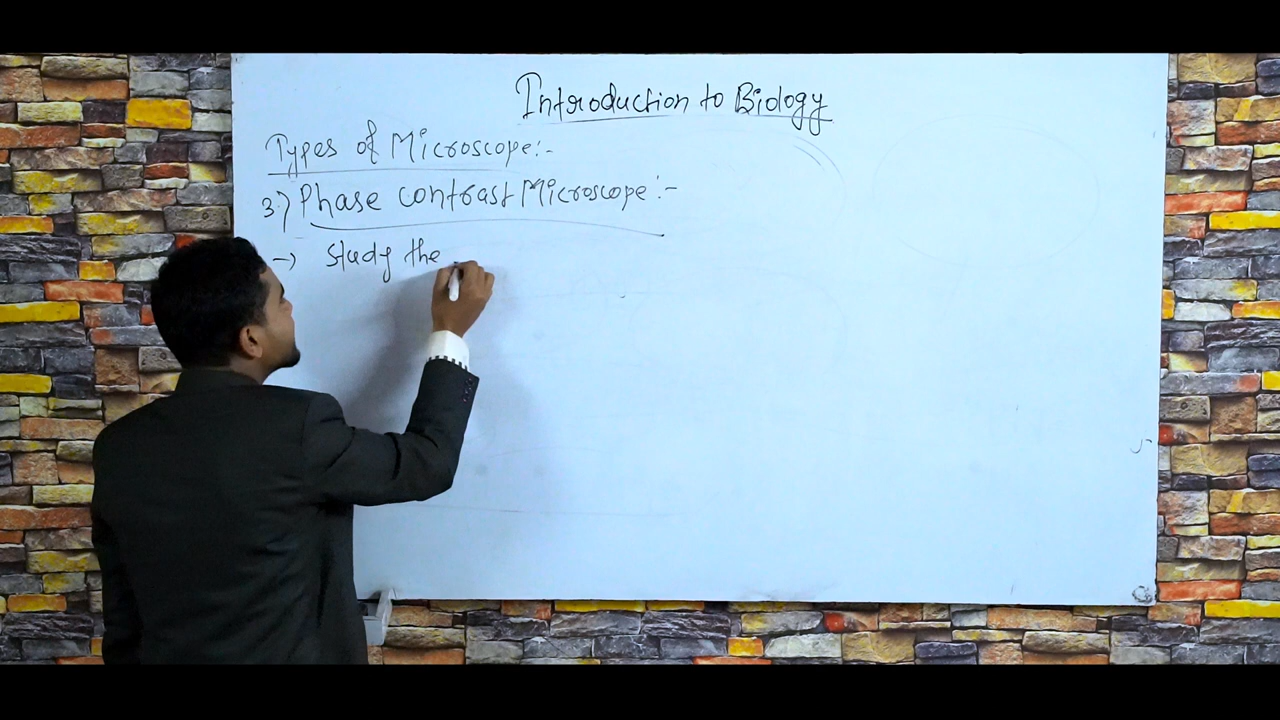 Introduction to Biology
Types of Microscope:-
3) Phase contrast Microscope:-
→ Study the